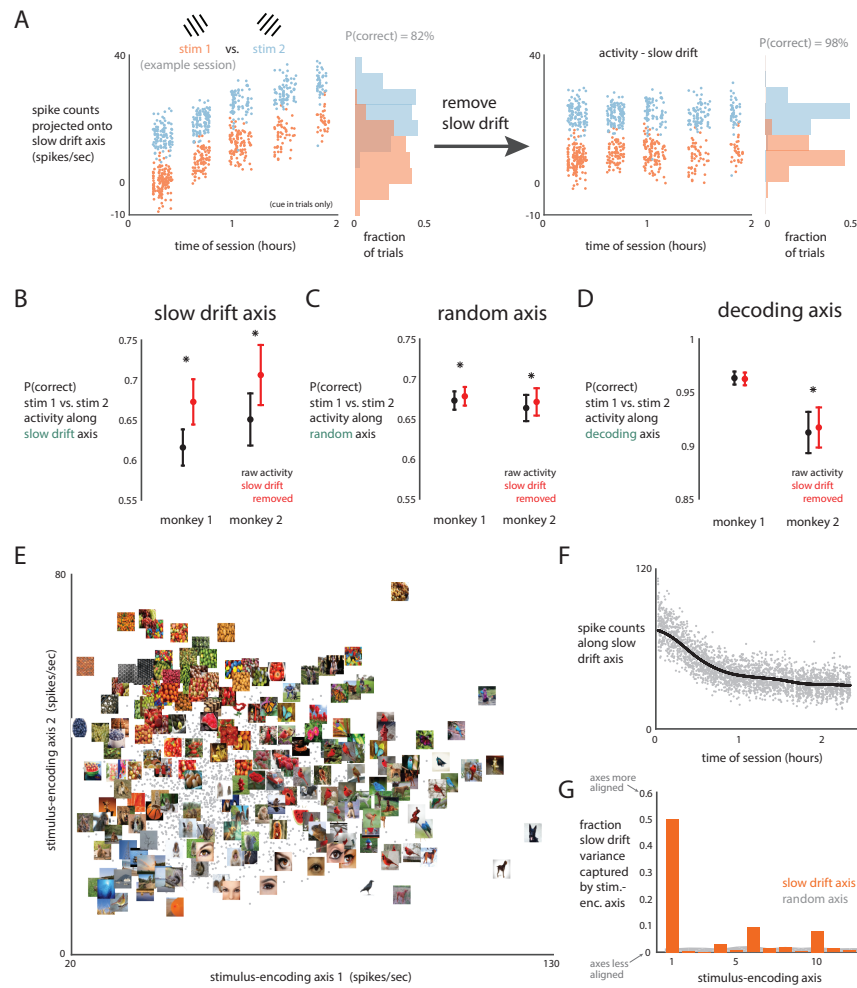 A
stim 1 vs. stim 2
(example session)
P(correct) = 82%
40
spike counts
projected onto
slow drift axis
(spikes/sec)
0
-10
(cue in trials only)
0
1
2
time of session (hours)
0
0.5
fraction
of trials
remove
slow drift
activity - slow drift
P(correct) = 98%
40
0
-10
0
1
2
time of session (hours)
0
0.5
fraction
of trials
B
slow drift axis
0.75
0.7
0.65
0.6
0.55
P(correct)
stim 1 vs. stim 2
activity along
slow drift axis
*
*
raw activity
slow drift
removed
monkey 1
monkey 2
C
random axis
0.75
0.7
0.65
0.6
0.55
P(correct)
stim 1 vs. stim 2
activity along
random axis
*
*
raw activity
slow drift
removed
monkey 1
monkey 2
D
decoding axis
1
0.95
0.9
0.85
P(correct)
stim 1 vs. stim 2
activity along
decoding axis
*
raw activity
slow drift
removed
monkey 1
monkey 2
E
80
stimulus-encoding axis 2 (spikes/sec)
0
20
130
stimulus-encoding axis 1 (spikes/sec)
F
120
spike counts
along slow
drift axis
0
0
1
2
time of session (hours)
G
axes more
aligned
0.6
0.5
0.4
0.3
0.2
0.1
0
fraction
slow drift
variance
captured
by stim.-
enc. axis
slow drift axis
random axis
axes less
aligned
1
5
10
stimulus-encoding axis